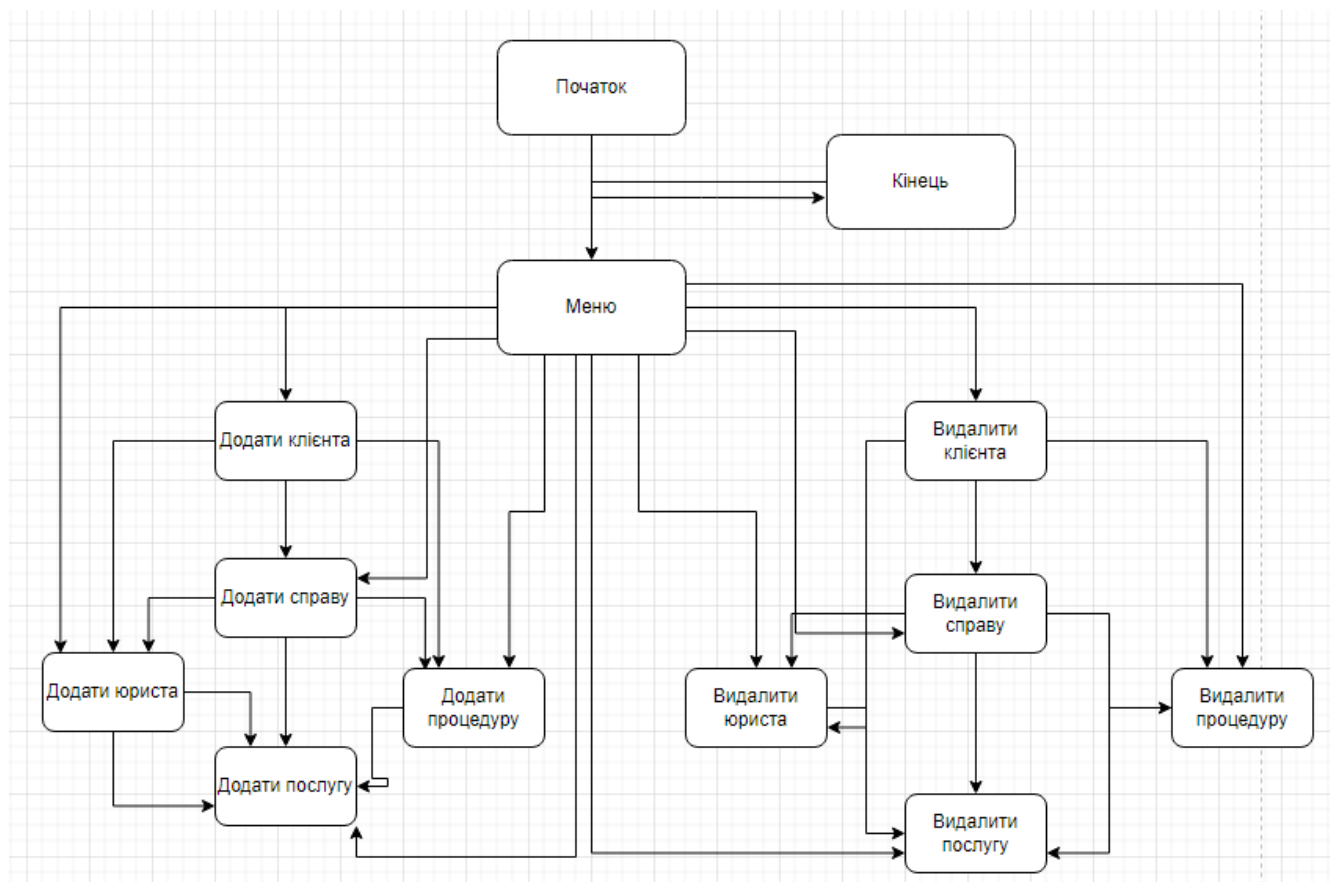 Початок
Кінець
Меню
Додати клієнта
Видалити
клієнта
Додати справу
Видалити
справу
Додати юриста
Додати
процедуру
Видалити
юриста
Видалити
процедуру
Додати послугу
Видалити
послугу